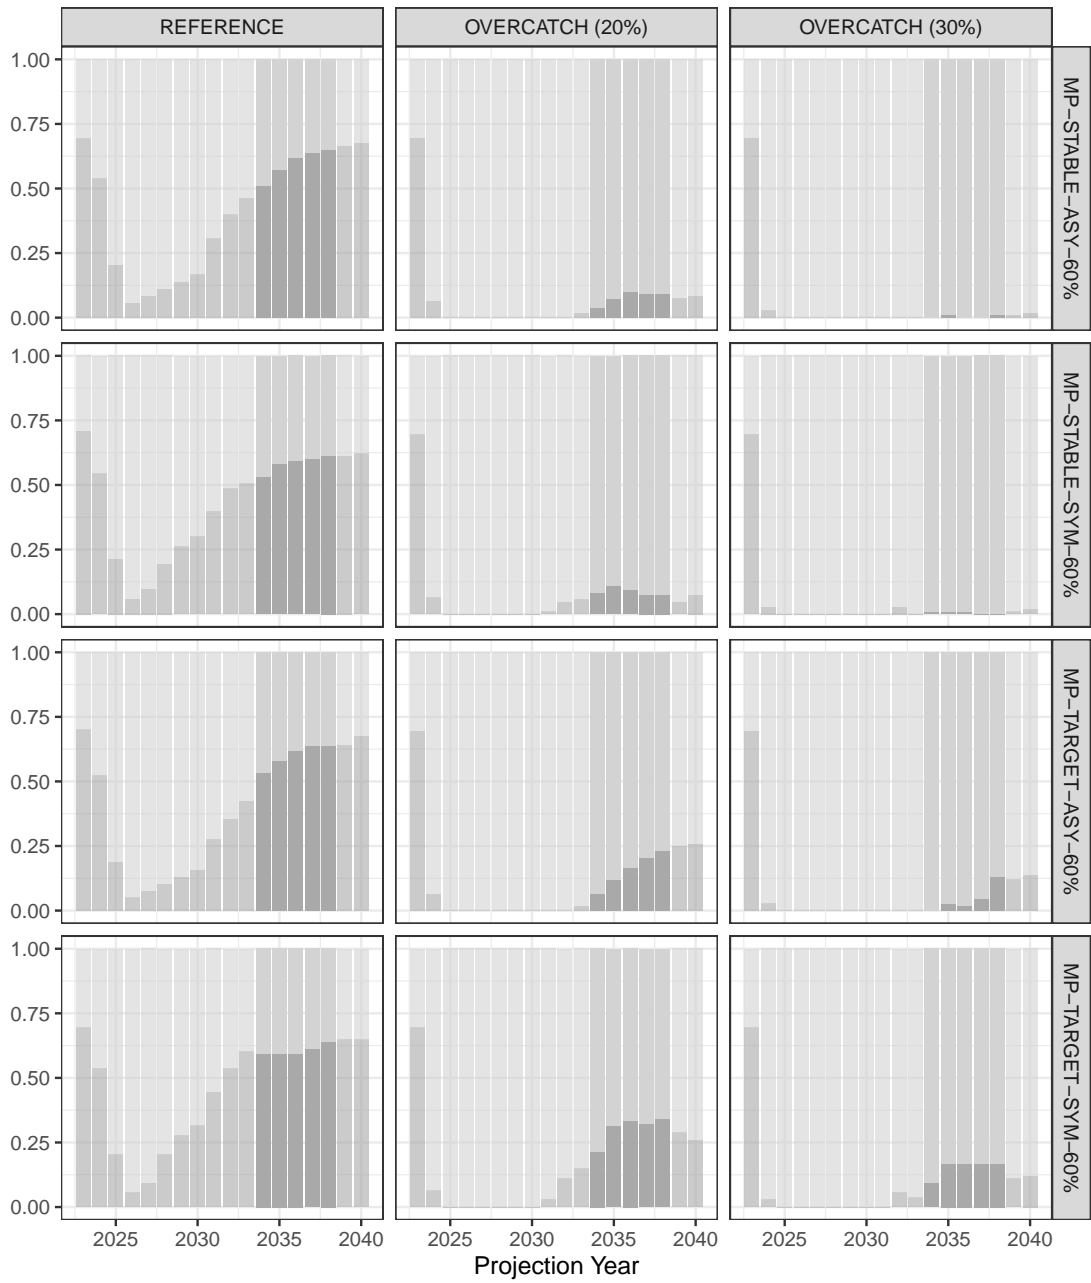 REFERENCE OVERCATCH (20%) OVERCATCH (30%)
1.00
0.75
0.50
0.25
0.00
MP−STABLE−ASY−60%
1.00
0.75
0.50
0.25
0.00
MP−STABLE−SYM−60%
1.00
0.75
0.50
0.25
0.00
MP−TARGET−ASY−60%
1.00
0.75
0.50
0.25
0.00
MP−TARGET−SYM−60%
2025 2030 2035 2040 2025 2030 2035 2040 2025 2030 2035 2040
Projection Year